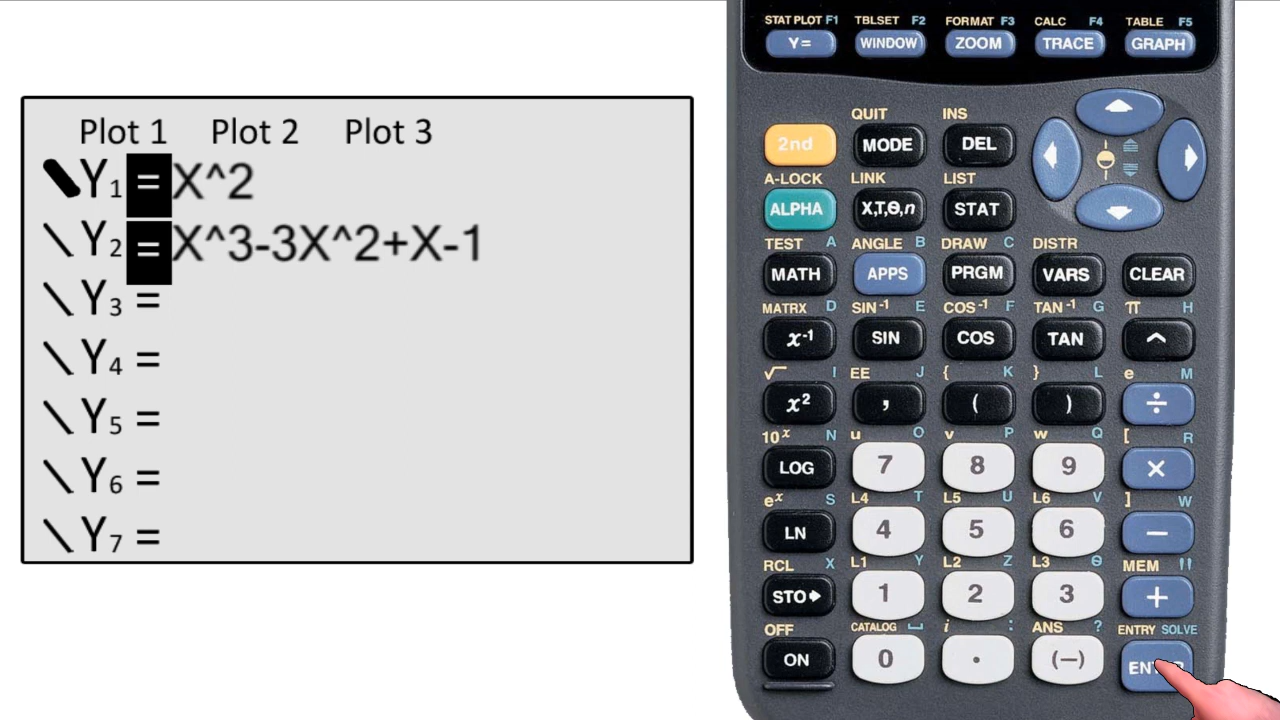 Plot 1 Plot 2 Plot 3
\Y1=X^2
\Y2=X^3-3X^2+X-1
\Y3=
\Y4=
\Y5=
\Y6=
\Y7=
STAT PLOT F1 TBLSET F2 FORMAT F3 CALC F4 TABLE F5
Y= WINDOW ZOOM TRACE GRAPH
QUIT INS
2nd MODE DEL
A-LOCK LINK LIST
ALPHA X,T,Θ,n STAT
TEST A ANGLE B DRAW C DISTR
MATH APPS PRGM VARS CLEAR
MATRX D SIN-1 E COS-1 F TAN-1 G π H
x-1 SIN COS TAN ^
√ I EE J { K } L e M
x2 , ( ) ÷
10x N u O v P w Q [ R
LOG 7 8 9 ×
ex S L4 T L5 U L6 V ] W
LN 4 5 6 −
RCL X L1 Y L2 Z L3 Θ MEM "
STO▶ 1 2 3 +
OFF CATALOG ⎵ i : ANS ? ENTRY SOLVE
ON 0 . (−)